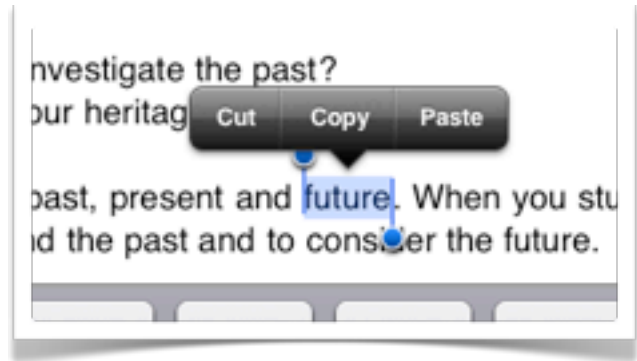 nvestigate the past?
our heritag
Cut Copy Paste
past, present and future. When you stu
nd the past and to consider the future.